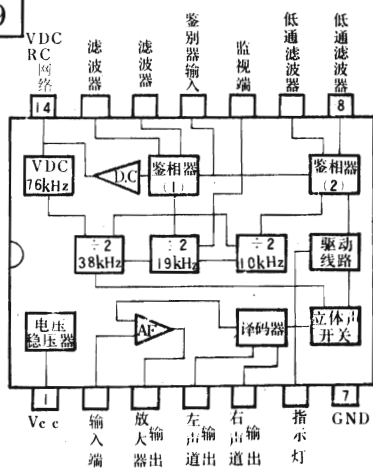 9
VDC
RC
网络
滤波器
滤波器
鉴别器输入
监视端
低通滤波器
低通滤波器
14
8
VDC
76kHz
DC
鉴相器
(1)
鉴相器
(2)
÷2
38kHz
÷2
19kHz
÷2
10kHz
驱动
线路
电压
稳压器
AF
译码器
立体声
开关
1
7
Vcc
输入端
放大器输出
左声道输出
右声道输出
指示灯
GND